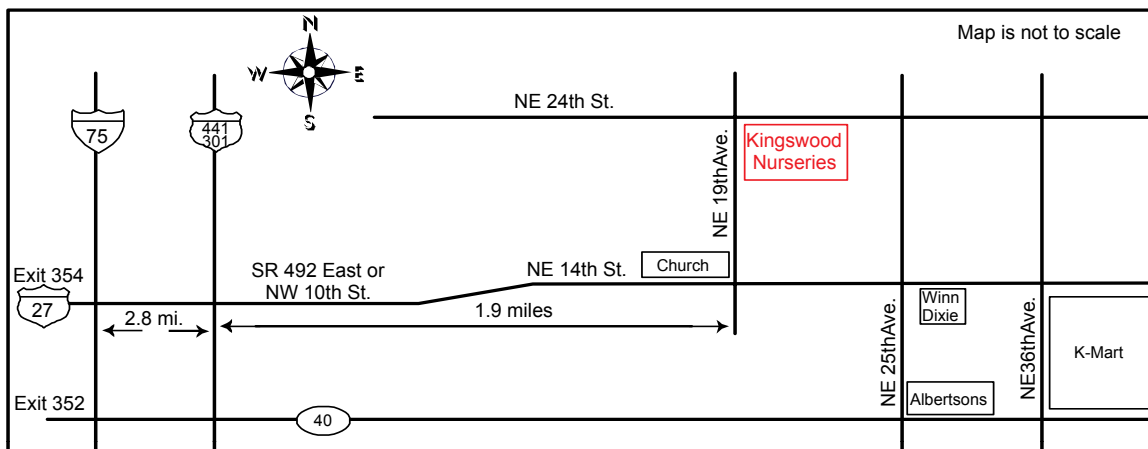 Map is not to scale
N
W
E
S
NE 24th St.
75
441
301
Kingswood
Nurseries
NE 19thAve.
Exit 354
27
SR 492 East or
NW 10th St.
NE 14th St.
Church
2.8 mi.
1.9 miles
Winn
Dixie
NE 25thAve.
NE36thAve.
K-Mart
Exit 352
40
Albertsons